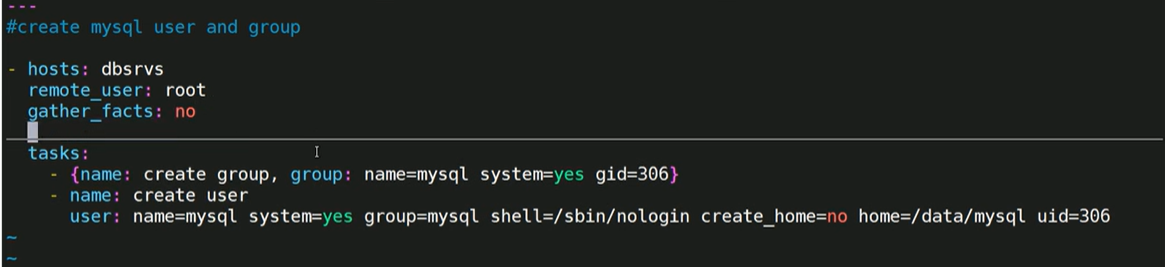 ---
#create mysql user and group
- hosts: dbsrvs
remote_user: root
gather_facts: no
tasks:
- {name: create group, group: name=mysql system=yes gid=306}
- name: create user
user: name=mysql system=yes group=mysql shell=/sbin/nologin create_home=no home=/data/mysql uid=306
~
~